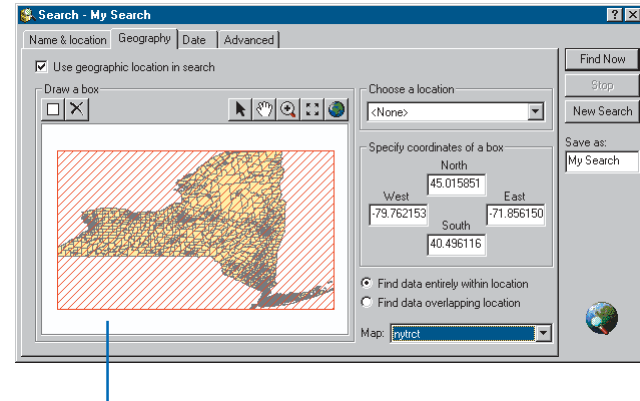 Search - My Search
Name & location Geography Date Advanced
Use geographic location in search
Draw a box
Choose a location
<None>
Specify coordinates of a box
North
45.015851
West East
-79.762153 -71.856150
South
40.496116
Find data entirely within location
Find data overlapping location
Map: nytrct
Find Now
Stop
New Search
Save as:
My Search